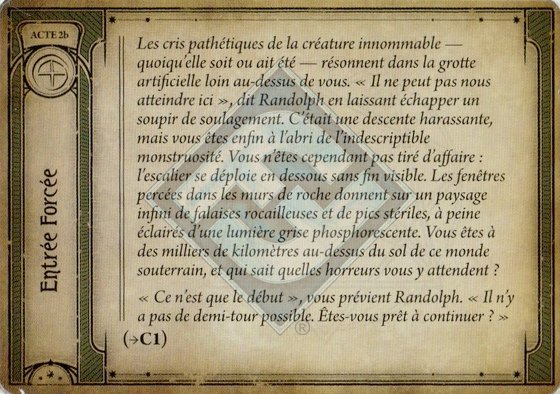 ACTE 2b
Entrée Forcée
Les cris pathétiques de la créature innommable —
quoiqu'elle soit ou ait été — résonnent dans la grotte
artificielle loin au-dessus de vous. « Il ne peut pas nous
atteindre ici », dit Randolph en laissant échapper un
soupir de soulagement. C'était une descente harassante,
mais vous êtes enfin à l'abri de l'indescriptible
monstruosité. Vous n'êtes cependant pas tiré d'affaire :
l'escalier se déploie en dessous sans fin visible. Les fenêtres
percées dans les murs de roche donnent sur un paysage
infini de falaises rocailleuses et de pics stériles, à peine
éclairés d'une lumière grise phosphorescente. Vous êtes à
des milliers de kilomètres au-dessus du sol de ce monde
souterrain, et qui sait quelles horreurs vous y attendent ?
« Ce n'est que le début », vous prévient Randolph. « Il n'y
a pas de demi-tour possible. Êtes-vous prêt à continuer ? »
(→C1)
®